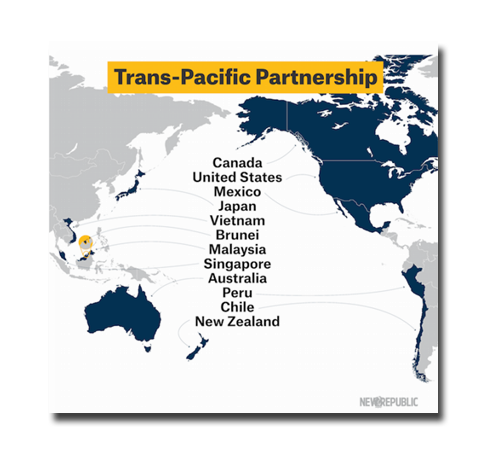 Trans-Pacific Partnership
Canada
United States
Mexico
Japan
Vietnam
Brunei
Malaysia
Singapore
Australia
Peru
Chile
New Zealand
NEW REPUBLIC